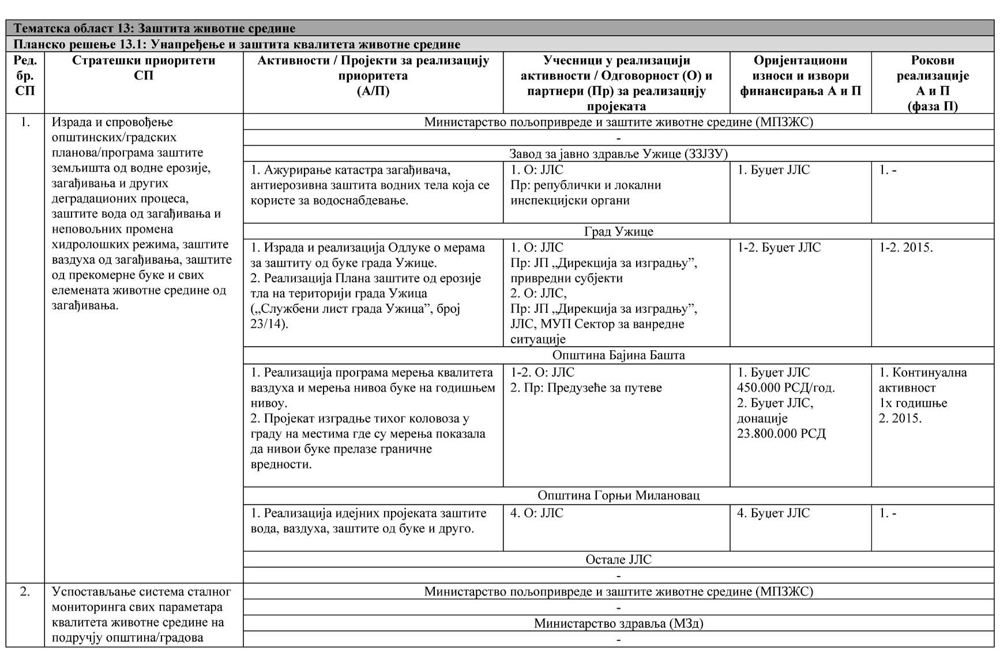 Тематска област 13: Заштита животне средине
Планско решење 13.1: Унапређење и заштита квалитета животне средине
Ред.
бр.
СП
Стратешки приоритети
СП
Активности / Пројекти за реализацију
приоритета
(А/П)
Учесници у реализацији
активности / Одговорност (О) и
партнери (Пр) за реализацију
пројеката
Оријентациони
износи и извори
финансирања А и П
Рокови
реализације
А и П
(фаза П)
1.
Израда и спровођење
општинских/градских
планова/програма заштите
земљишта од водне ерозије,
загађивања и других
деградационих процеса,
заштите вода од загађивања и
неповољних промена
хидролошких режима, заштите
ваздуха од загађивања, заштите
од прекомерне буке и свих
елемената животне средине од
загађивања.
Министарство пољопривреде и заштите животне средине (МПЗЖС)
-
Завод за јавно здравље Ужице (ЗЗЈЗУ)
1. Ажурирање катастра загађивача,
антиерозивна заштита водних тела која се
користе за водоснабдевање.
1. О: ЈЛС
Пр: републички и локални
инспекцијски органи
1. Буџет ЈЛС
1. -
Град Ужице
1. Израда и реализација Одлуке о мерама
за заштиту од буке града Ужице.
2. Реализација Плана заштите од ерозије
тла на територији града Ужица
(„Службени лист града Ужица”, број
23/14).
1. О: ЈЛС
Пр: ЈП „Дирекција за изградњу”,
привредни субјекти
2. О: ЈЛС,
Пр: ЈП „Дирекција за изградњу”,
ЈЛС, МУП Сектор за ванредне
ситуације
1-2. Буџет ЈЛС
1-2. 2015.
Општина Бајина Башта
1. Реализација програма мерења квалитета
ваздуха и мерења нивоа буке на годишњем
нивоу.
2. Пројекат изградње тихог коловоза у
граду на местима где су мерења показала
да нивои буке прелазе граничне
вредности.
1-2. О: ЈЛС
2. Пр: Предузеће за путеве
1. Буџет ЈЛС
450.000 РСД/год.
2. Буџет ЈЛС,
донације
23.800.000 РСД
1. Континуална
активност
1х годишње
2. 2015.
Општина Горњи Милановац
1. Реализација идејних пројеката заштите
вода, ваздуха, заштите од буке и друго.
4. О: ЈЛС
4. Буџет ЈЛС
1. -
Остале ЈЛС
-
2.
Успостављање система сталног
мониторинга свих параметара
квалитета животне средине на
подручју општина/градова
Министарство пољопривреде и заштите животне средине (МПЗЖС)
-
Министарство здравља (МЗд)
-